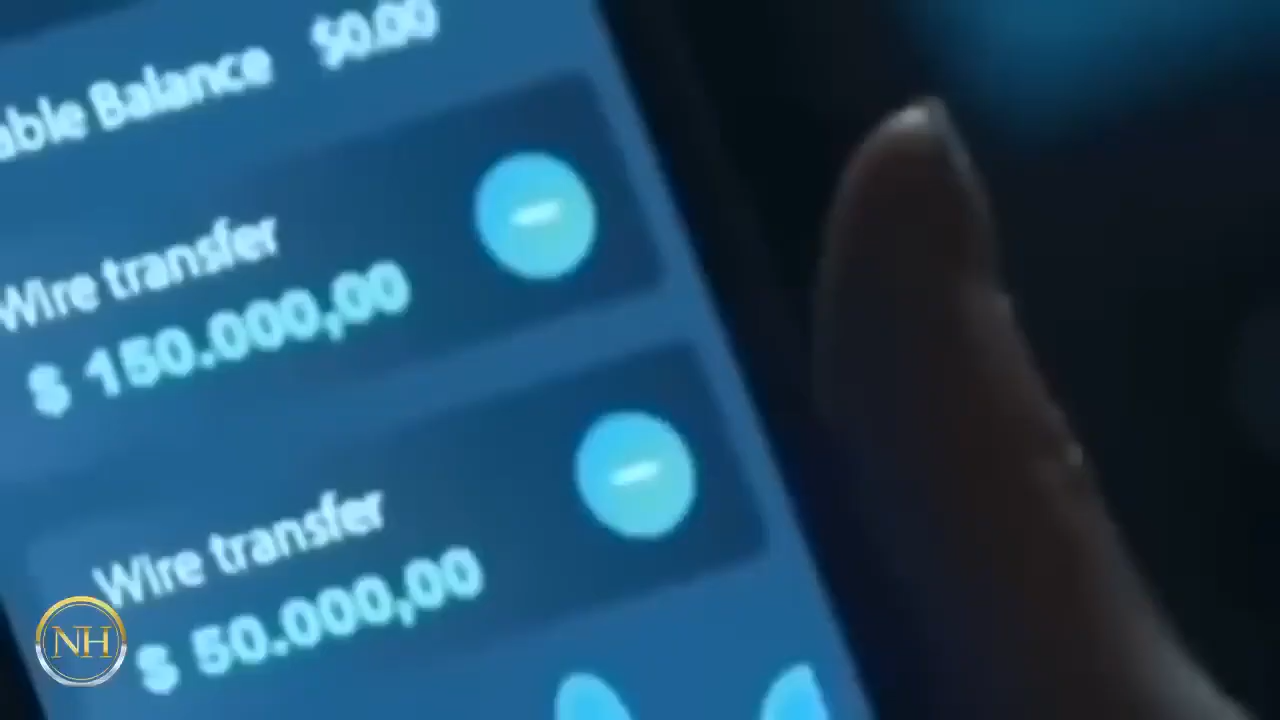 able Balance $0.00
Wire transfer
$ 150.000,00
Wire transfer
$ 50.000,00
NH